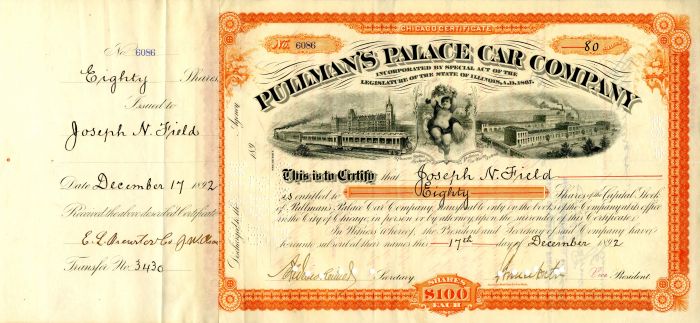 No. 6086
Eighty Shares
Issued to
Joseph N. Field
Date December 17 1892
Received the above described Certificate
Transfer No. 3430
CHICAGO CERTIFICATE
No. 6086
80
PULLMAN'S PALACE CAR COMPANY
INCORPORATED BY SPECIAL ACT OF THE
LEGISLATURE OF THE STATE OF ILLINOIS, A.D. 1867.
This is to Certify that Joseph N. Field
is entitled to Eighty Shares of the Capital Stock
of Pullman's Palace Car Company, transferable only on the books of the Company at its office
in the City of Chicago, in person or by attorney, upon the surrender of this Certificate.
In Witness whereof, the President and Secretary of said Company have
hereunto subscribed their names this 17th day of December 1892
Secretary
Vice President.
SHARES
$100
EACH